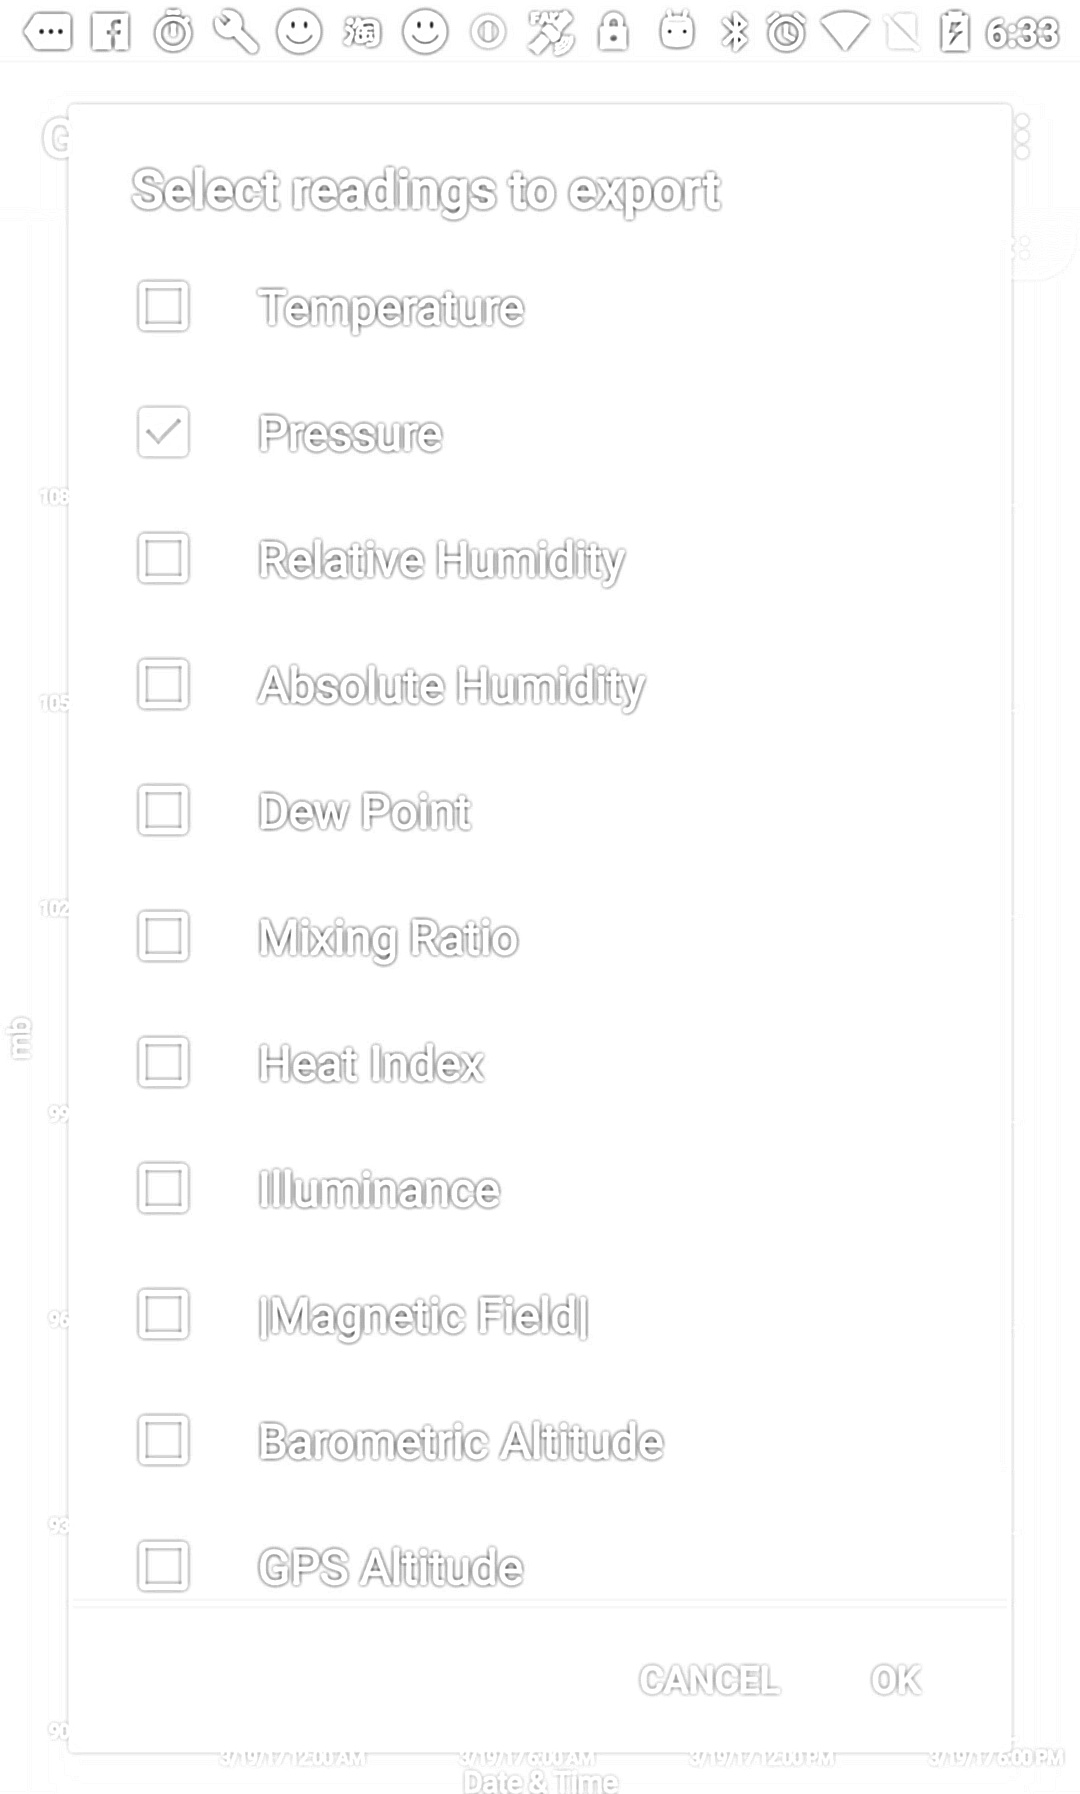 淘 FAKE 6:33
G
Select readings to export
Temperature
Pressure
108
Relative Humidity
Absolute Humidity
105
Dew Point
102
Mixing Ratio
mb
Heat Index
99
Illuminance
96
|Magnetic Field|
Barometric Altitude
93
GPS Altitude
CANCEL OK
90
3/19/17 12:00 AM 3/19/17 6:00 AM 3/19/17 12:00 PM 3/19/17 6:00 PM
Date & Time